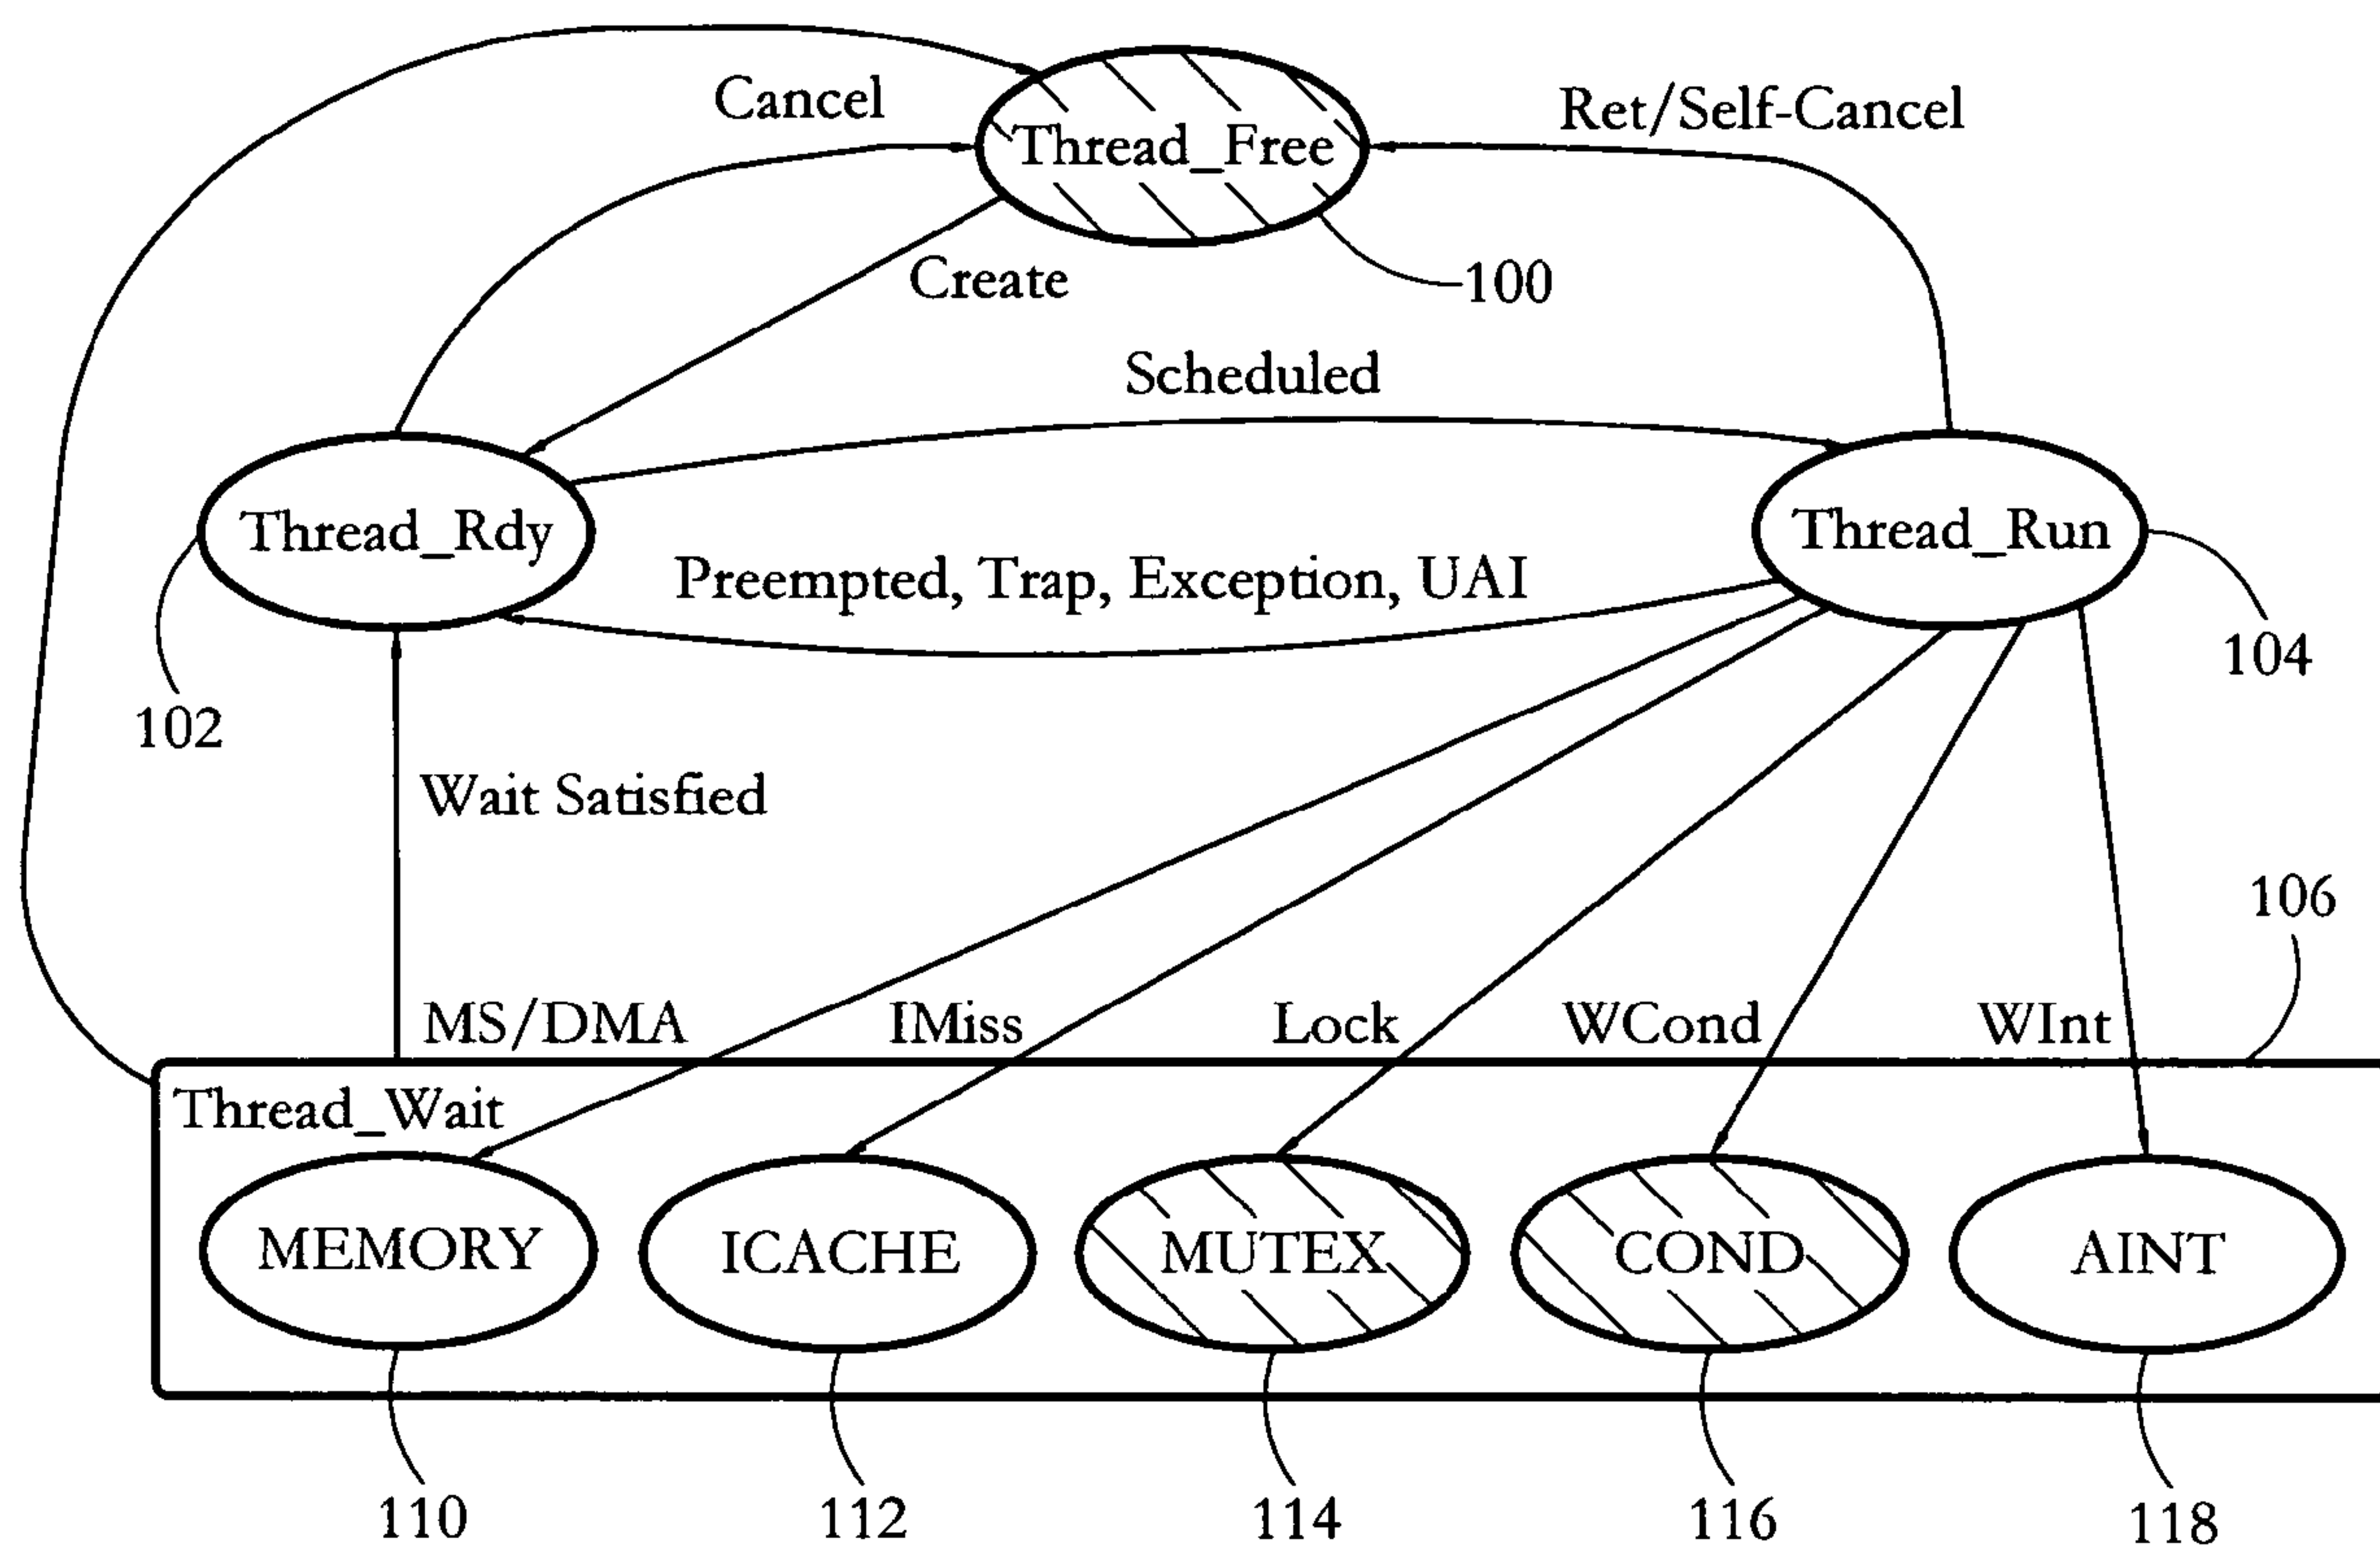 Cancel
Ret/Self-Cancel
Thread_Free
Create
100
Scheduled
Thread_Rdy
Thread_Run
Preempted, Trap, Exception, UAI
102
104
Wait Satisfied
106
MS/DMA
IMiss
Lock
WCond
WInt
Thread_Wait
MEMORY
ICACHE
MUTEX
COND
AINT
110
112
114
116
118